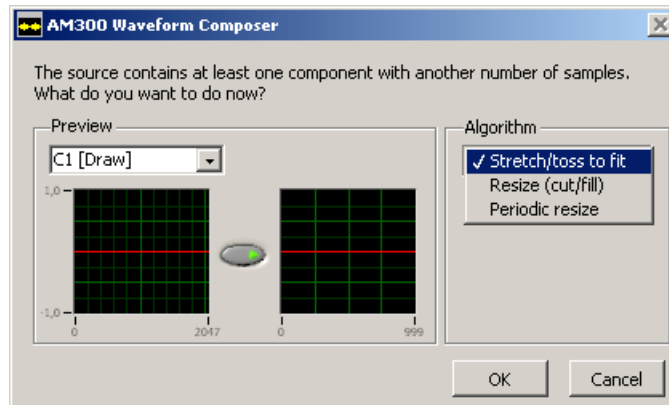 AM300 Waveform Composer
The source contains at least one component with another number of samples.
What do you want to do now?
Preview
C1 [Draw]
1,0
-1,0
0
2047
0
999
Algorithm
✓ Stretch/toss to fit
Resize (cut/fill)
Periodic resize
OK
Cancel